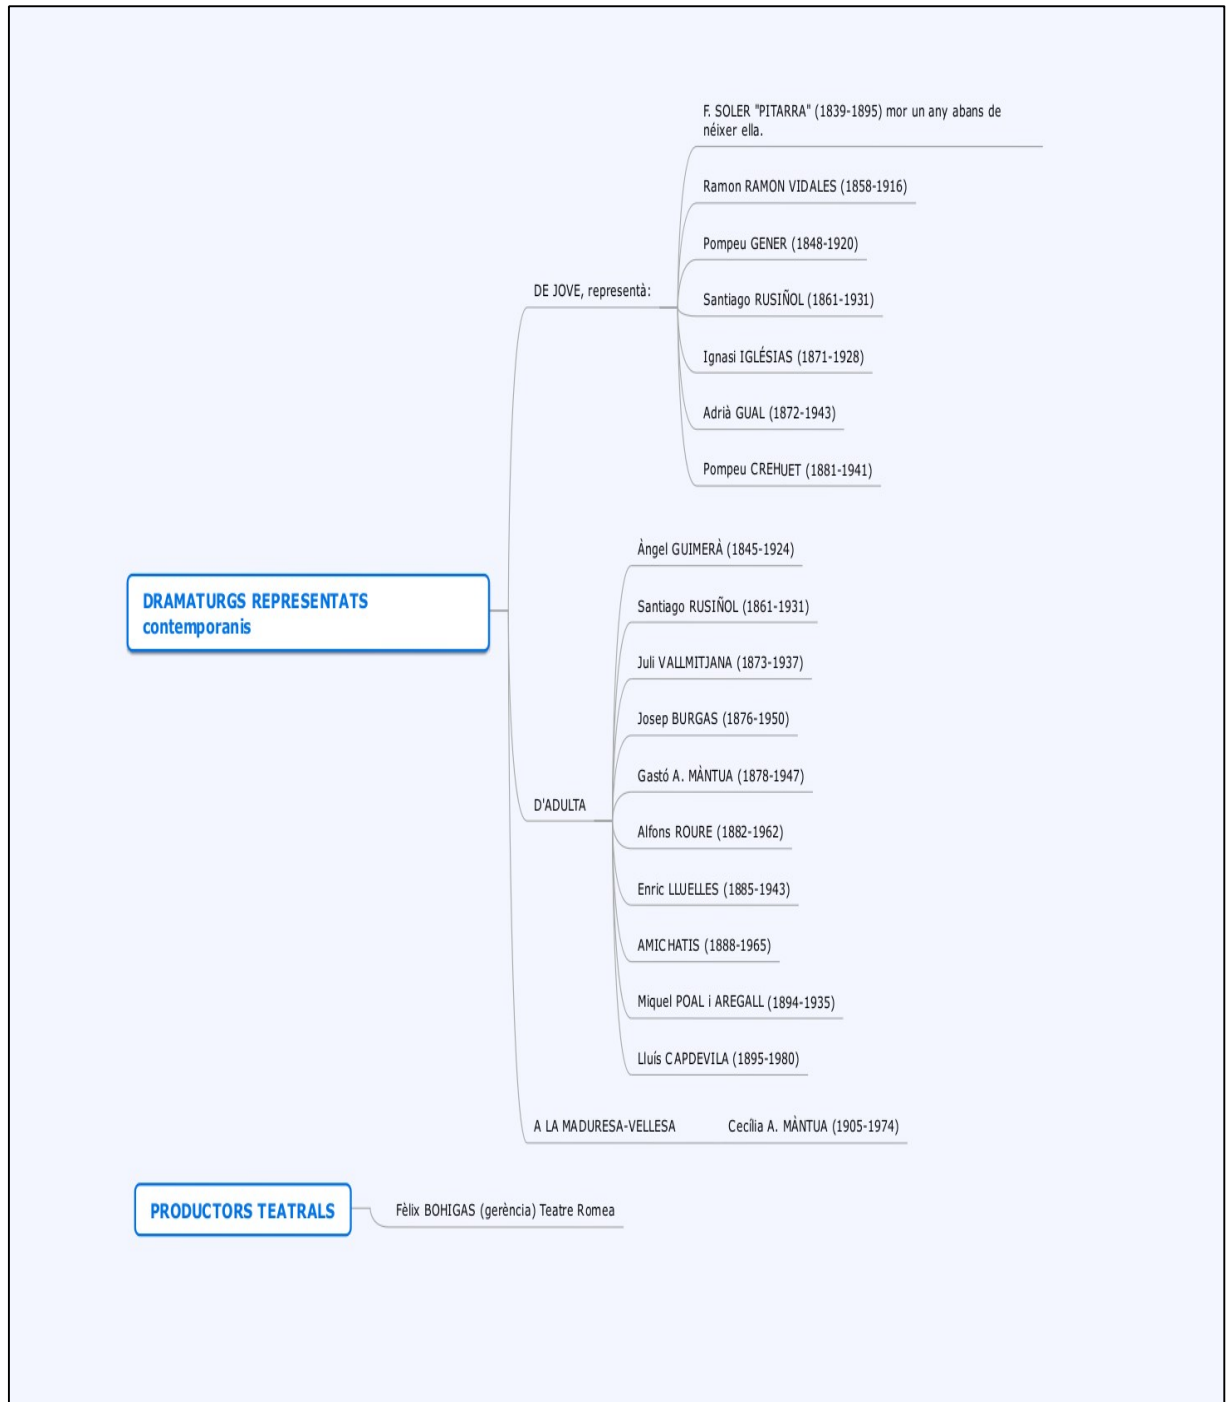 F. SOLER "PITARRA" (1839-1895) mor un any abans de
néixer ella.
Ramon RAMON VIDALES (1858-1916)
Pompeu GENER (1848-1920)
DE JOVE, representà:
Santiago RUSIÑOL (1861-1931)
Ignasi IGLÉSIAS (1871-1928)
Adrià GUAL (1872-1943)
Pompeu CREHUET (1881-1941)
DRAMATURGS REPRESENTATS
contemporanis
Àngel GUIMERÀ (1845-1924)
Santiago RUSIÑOL (1861-1931)
Juli VALLMITJANA (1873-1937)
Josep BURGAS (1876-1950)
Gastó A. MÀNTUA (1878-1947)
D'ADULTA
Alfons ROURE (1882-1962)
Enric LLUELLES (1885-1943)
AMICHATIS (1888-1965)
Miquel POAL i AREGALL (1894-1935)
Lluís CAPDEVILA (1895-1980)
A LA MADURESA-VELLESA
Cecília A. MÀNTUA (1905-1974)
PRODUCTORS TEATRALS
Fèlix BOHIGAS (gerència) Teatre Romea